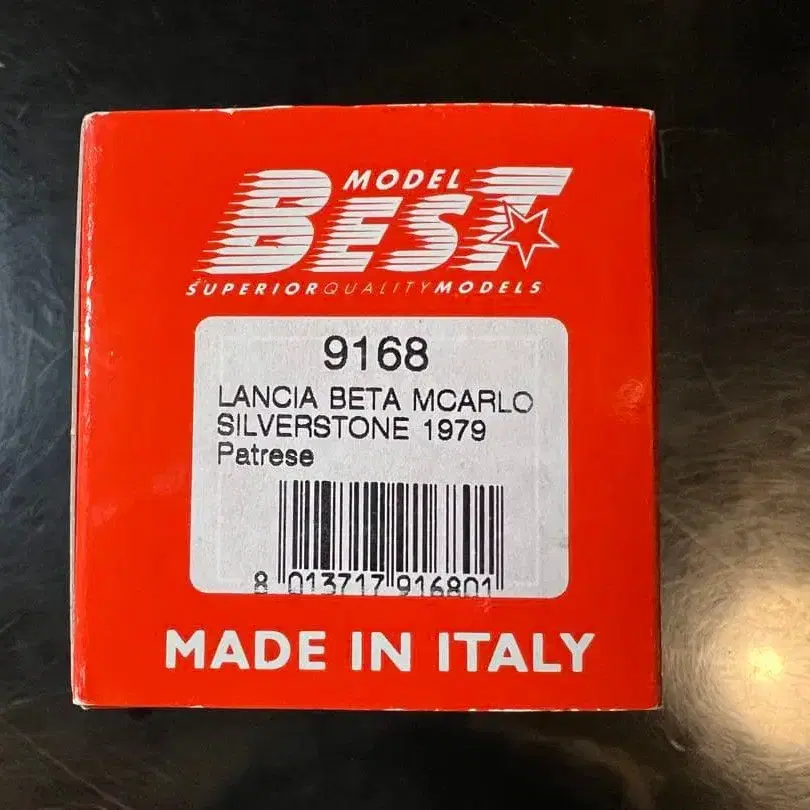 MODEL
BEST
SUPERIORQUALITYMODELS
9168
LANCIA BETA MCARLO
SILVERSTONE 1979
Patrese
8 013717 916801
MADE IN ITALY